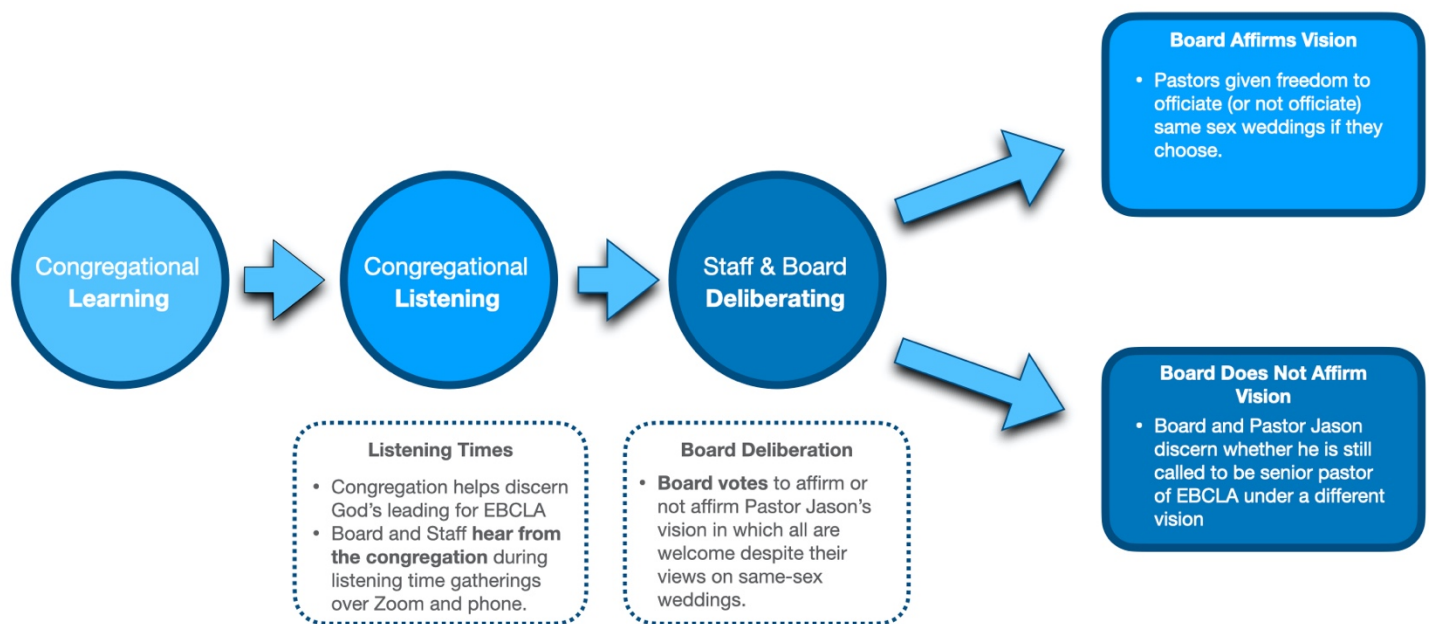 Congregational
Learning
Congregational
Listening
Staff & Board
Deliberating
Listening Times
• Congregation helps discern
God's leading for EBCLA
• Board and Staff hear from
the congregation during
listening time gatherings
over Zoom and phone.
Board Deliberation
• Board votes to affirm or
not affirm Pastor Jason's
vision in which all are
welcome despite their
views on same-sex
weddings.
Board Affirms Vision
• Pastors given freedom to
officiate (or not officiate)
same sex weddings if they
choose.
Board Does Not Affirm
Vision
• Board and Pastor Jason
discern whether he is still
called to be senior pastor
of EBCLA under a different
vision